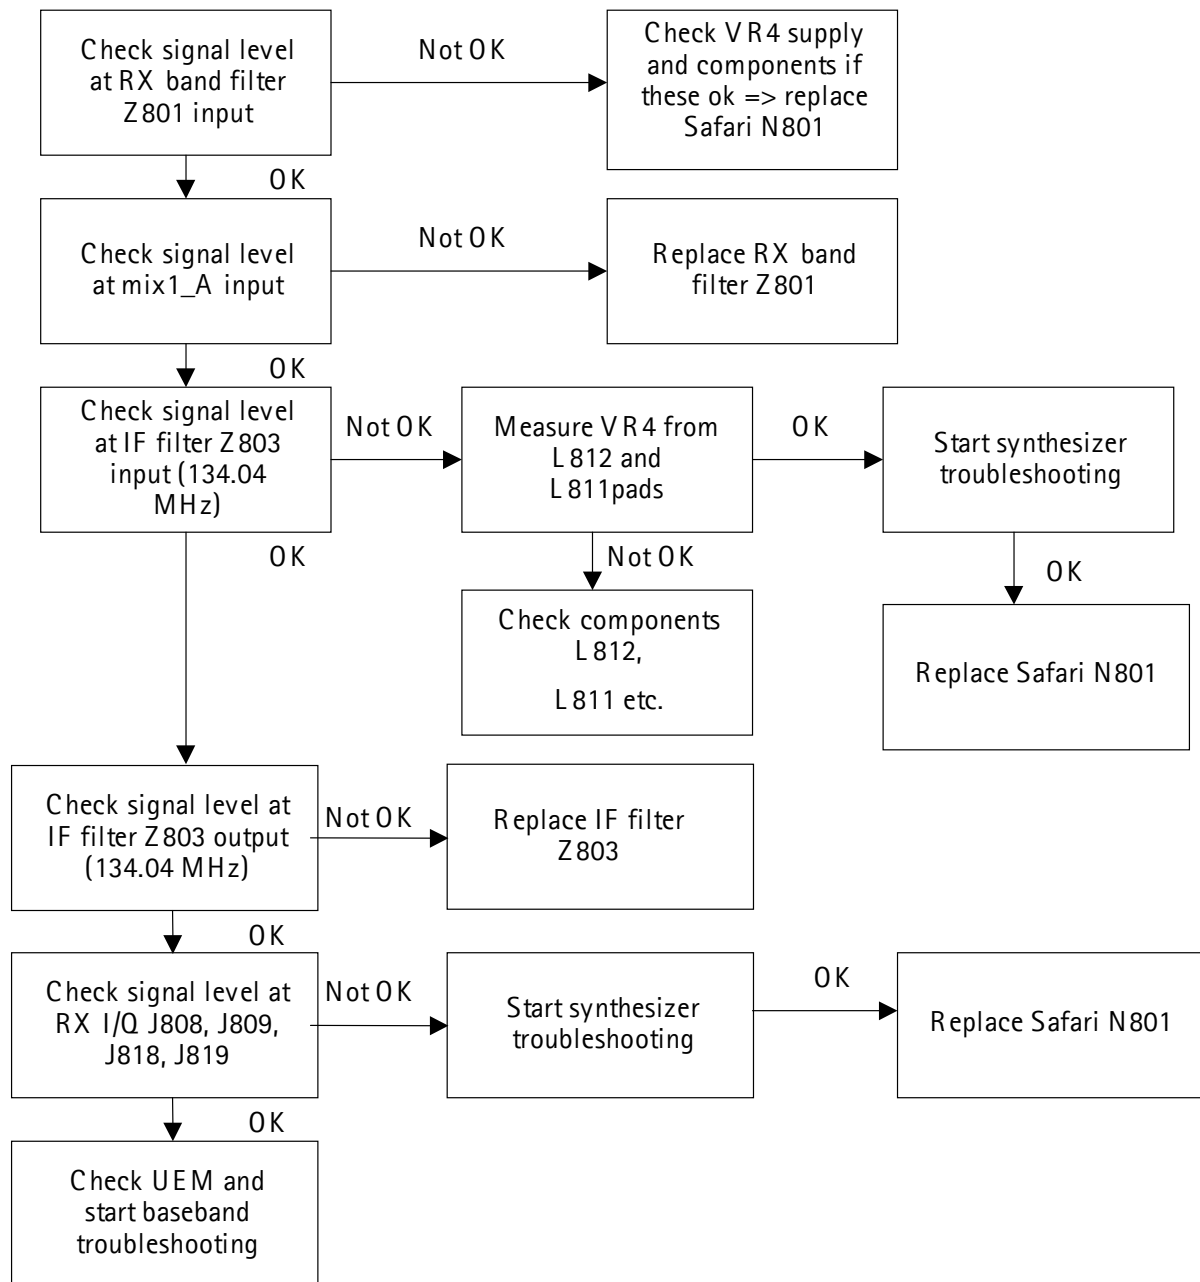 Check signal level
at RX band filter
Z801 input
Not OK
Check VR4 supply
and components if
these ok => replace
Safari N801
OK
Check signal level
at mix1_A input
Not OK
Replace RX band
filter Z801
OK
Check signal level
at IF filter Z803
input (134.04
MHz)
Not OK
Measure VR4 from
L812 and
L811pads
OK
Start synthesizer
troubleshooting
OK
Not OK
OK
Check components
L812,
L811 etc.
Replace Safari N801
Check signal level at
IF filter Z803 output
(134.04 MHz)
Not OK
Replace IF filter
Z803
OK
Check signal level at
RX I/Q J808, J809,
J818, J819
Not OK
Start synthesizer
troubleshooting
OK
Replace Safari N801
OK
Check UEM and
start baseband
troubleshooting